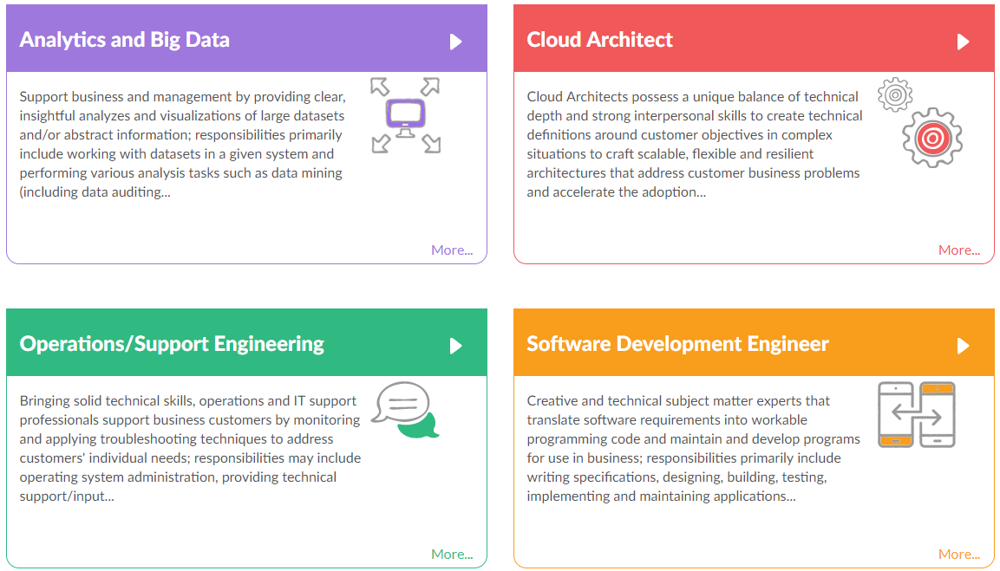 Analytics and Big Data
Support business and management by providing clear,
insightful analyzes and visualizations of large datasets
and/or abstract information; responsibilities primarily
include working with datasets in a given system and
performing various analysis tasks such as data mining
(including data auditing...
More...
Cloud Architect
Cloud Architects possess a unique balance of technical
depth and strong interpersonal skills to create technical
definitions around customer objectives in complex
situations to craft scalable, flexible and resilient
architectures that address customer business problems
and accelerate the adoption...
More...
Operations/Support Engineering
Bringing solid technical skills, operations and IT support
professionals support business customers by monitoring
and applying troubleshooting techniques to address
customers' individual needs; responsibilities may include
operating system administration, providing technical
support/input...
More...
Software Development Engineer
Creative and technical subject matter experts that
translate software requirements into workable
programming code and maintain and develop programs
for use in business; responsibilities primarily include
writing specifications, designing, building, testing,
implementing and maintaining applications...
More...